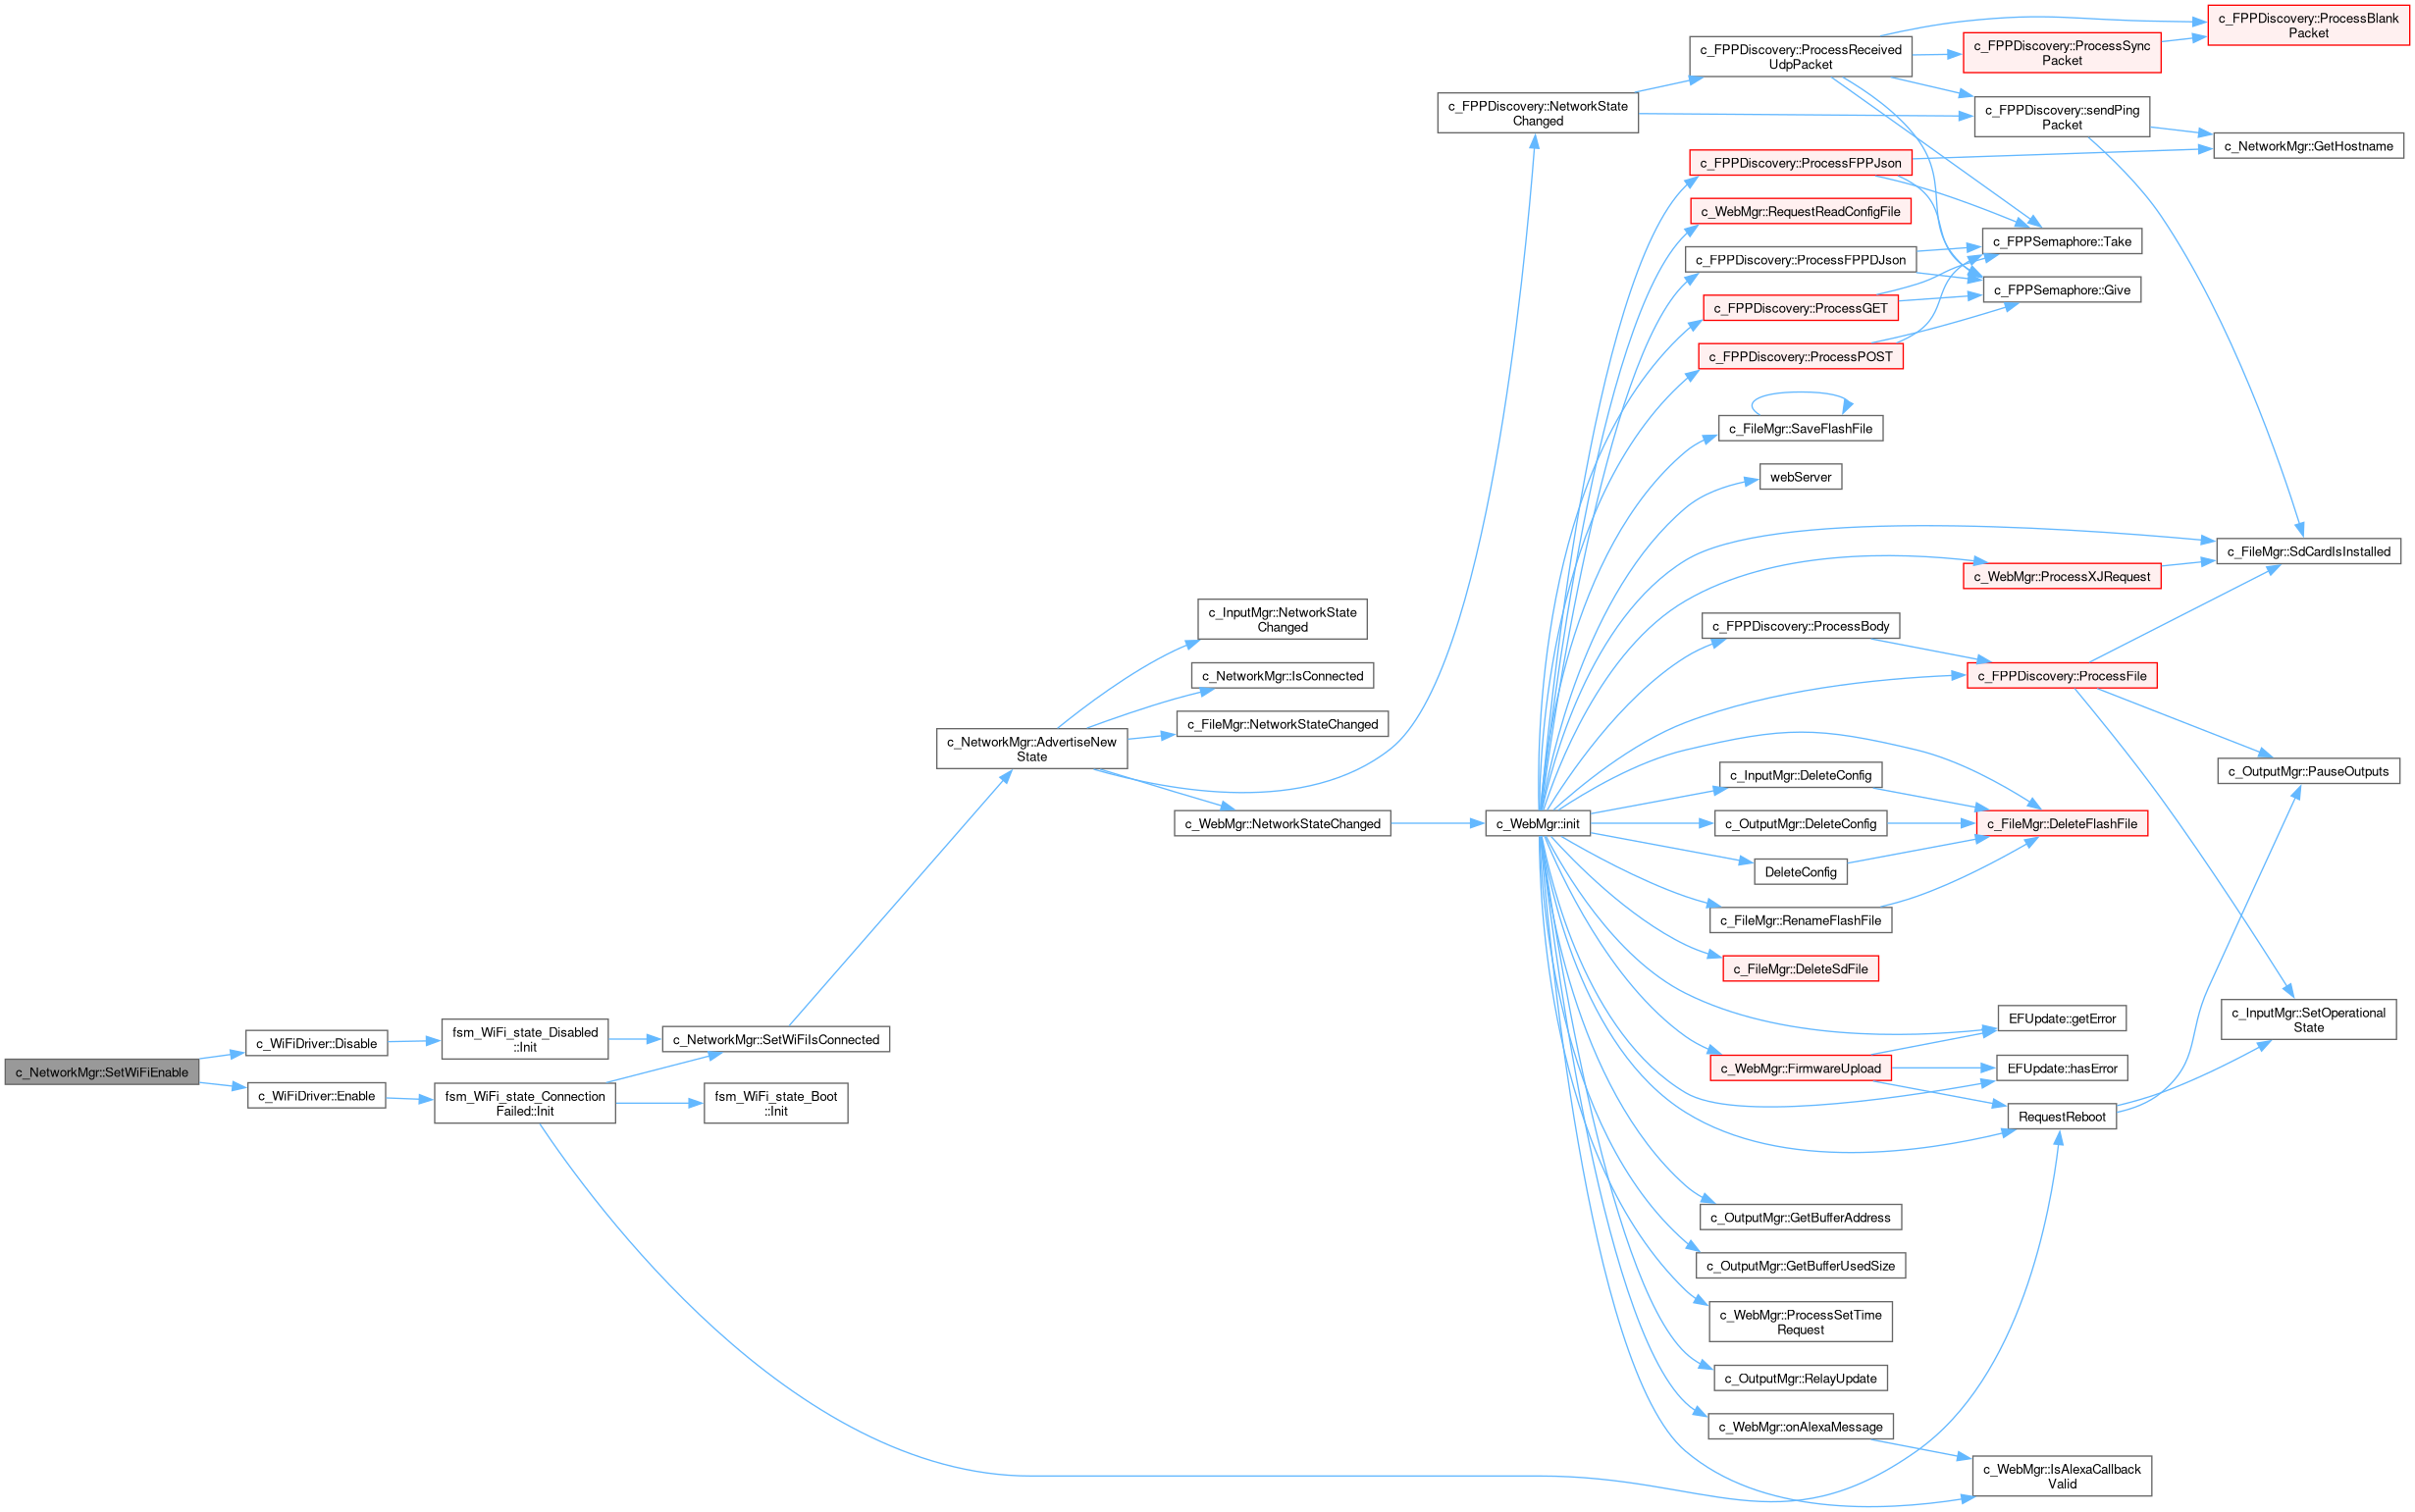 c_NetworkMgr::SetWiFiEnable
c_WiFiDriver::Disable
c_WiFiDriver::Enable
fsm_WiFi_state_Disabled
::Init
fsm_WiFi_state_Connection
Failed::Init
c_NetworkMgr::SetWiFiIsConnected
fsm_WiFi_state_Boot
::Init
c_NetworkMgr::AdvertiseNew
State
c_InputMgr::NetworkState
Changed
c_NetworkMgr::IsConnected
c_FileMgr::NetworkStateChanged
c_WebMgr::NetworkStateChanged
c_FPPDiscovery::NetworkState
Changed
c_WebMgr::init
c_FPPDiscovery::ProcessReceived
UdpPacket
c_FPPDiscovery::ProcessFPPJson
c_WebMgr::RequestReadConfigFile
c_FPPDiscovery::ProcessFPPDJson
c_FPPDiscovery::ProcessGET
c_FPPDiscovery::ProcessPOST
c_FileMgr::SaveFlashFile
webServer
c_FPPDiscovery::ProcessBody
c_InputMgr::DeleteConfig
c_OutputMgr::DeleteConfig
DeleteConfig
c_FileMgr::RenameFlashFile
c_FileMgr::DeleteSdFile
c_WebMgr::FirmwareUpload
c_OutputMgr::GetBufferAddress
c_OutputMgr::GetBufferUsedSize
c_WebMgr::ProcessSetTime
Request
c_OutputMgr::RelayUpdate
c_WebMgr::onAlexaMessage
c_FPPDiscovery::ProcessSync
Packet
c_FPPDiscovery::sendPing
Packet
c_FPPSemaphore::Take
c_FPPSemaphore::Give
c_WebMgr::ProcessXJRequest
c_FPPDiscovery::ProcessFile
c_FileMgr::DeleteFlashFile
EFUpdate::getError
EFUpdate::hasError
RequestReboot
c_WebMgr::IsAlexaCallback
Valid
c_FPPDiscovery::ProcessBlank
Packet
c_NetworkMgr::GetHostname
c_FileMgr::SdCardIsInstalled
c_OutputMgr::PauseOutputs
c_InputMgr::SetOperational
State